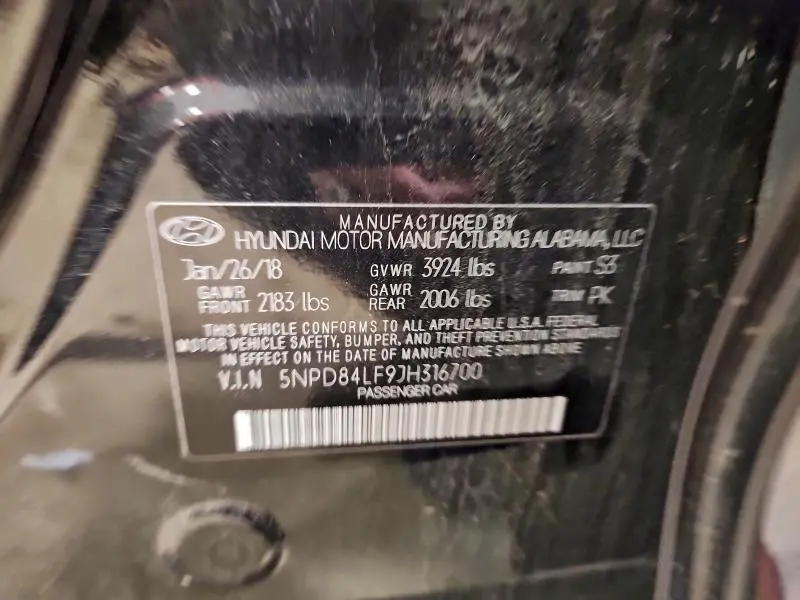 MANUFACTURED BY
HYUNDAI MOTOR MANUFACTURING ALABAMA, LLC
Jan/26/18 GVWR 3924 lbs PAINT S3
GAWR FRONT 2183 lbs GAWR REAR 2006 lbs TRIM PK
THIS VEHICLE CONFORMS TO ALL APPLICABLE U.S.A. FEDERAL
MOTOR VEHICLE SAFETY, BUMPER, AND THEFT PREVENTION STANDARDS
IN EFFECT ON THE DATE OF MANUFACTURE SHOWN ABOVE.
V.I.N 5NPD84LF9JH316700
PASSENGER CAR